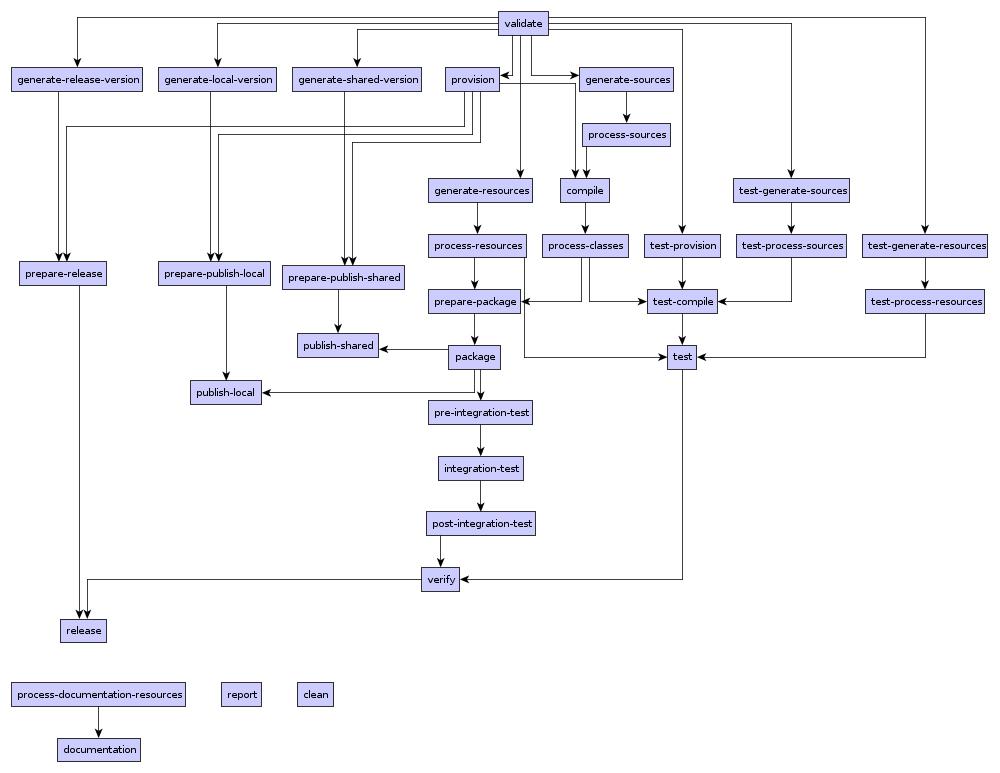 validate
generate-release-version
generate-local-version
generate-shared-version
provision
generate-sources
process-sources
generate-resources
compile
test-generate-sources
process-resources
process-classes
test-provision
test-process-sources
test-generate-resources
prepare-release
prepare-publish-local
prepare-publish-shared
prepare-package
test-compile
test-process-resources
publish-shared
package
test
publish-local
pre-integration-test
integration-test
post-integration-test
verify
release
process-documentation-resources
report
clean
documentation